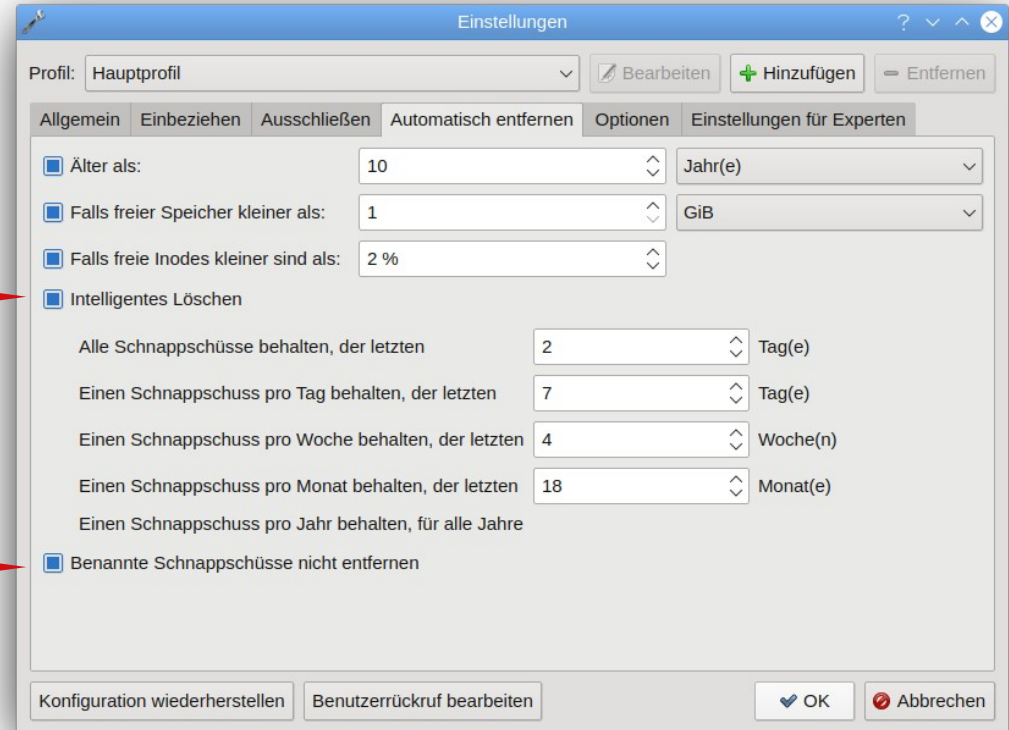 Einstellungen
?
Profil: Hauptprofil Bearbeiten Hinzufügen Entfernen
Allgemein Einbeziehen Ausschließen Automatisch entfernen Optionen Einstellungen für Experten
Älter als: 10 Jahr(e)
Falls freier Speicher kleiner als: 1 GiB
Falls freie Inodes kleiner sind als: 2 %
Intelligentes Löschen
Alle Schnappschüsse behalten, der letzten 2 Tag(e)
Einen Schnappschuss pro Tag behalten, der letzten 7 Tag(e)
Einen Schnappschuss pro Woche behalten, der letzten 4 Woche(n)
Einen Schnappschuss pro Monat behalten, der letzten 18 Monat(e)
Einen Schnappschuss pro Jahr behalten, für alle Jahre
Benannte Schnappschüsse nicht entfernen
Konfiguration wiederherstellen Benutzerrückruf bearbeiten OK Abbrechen